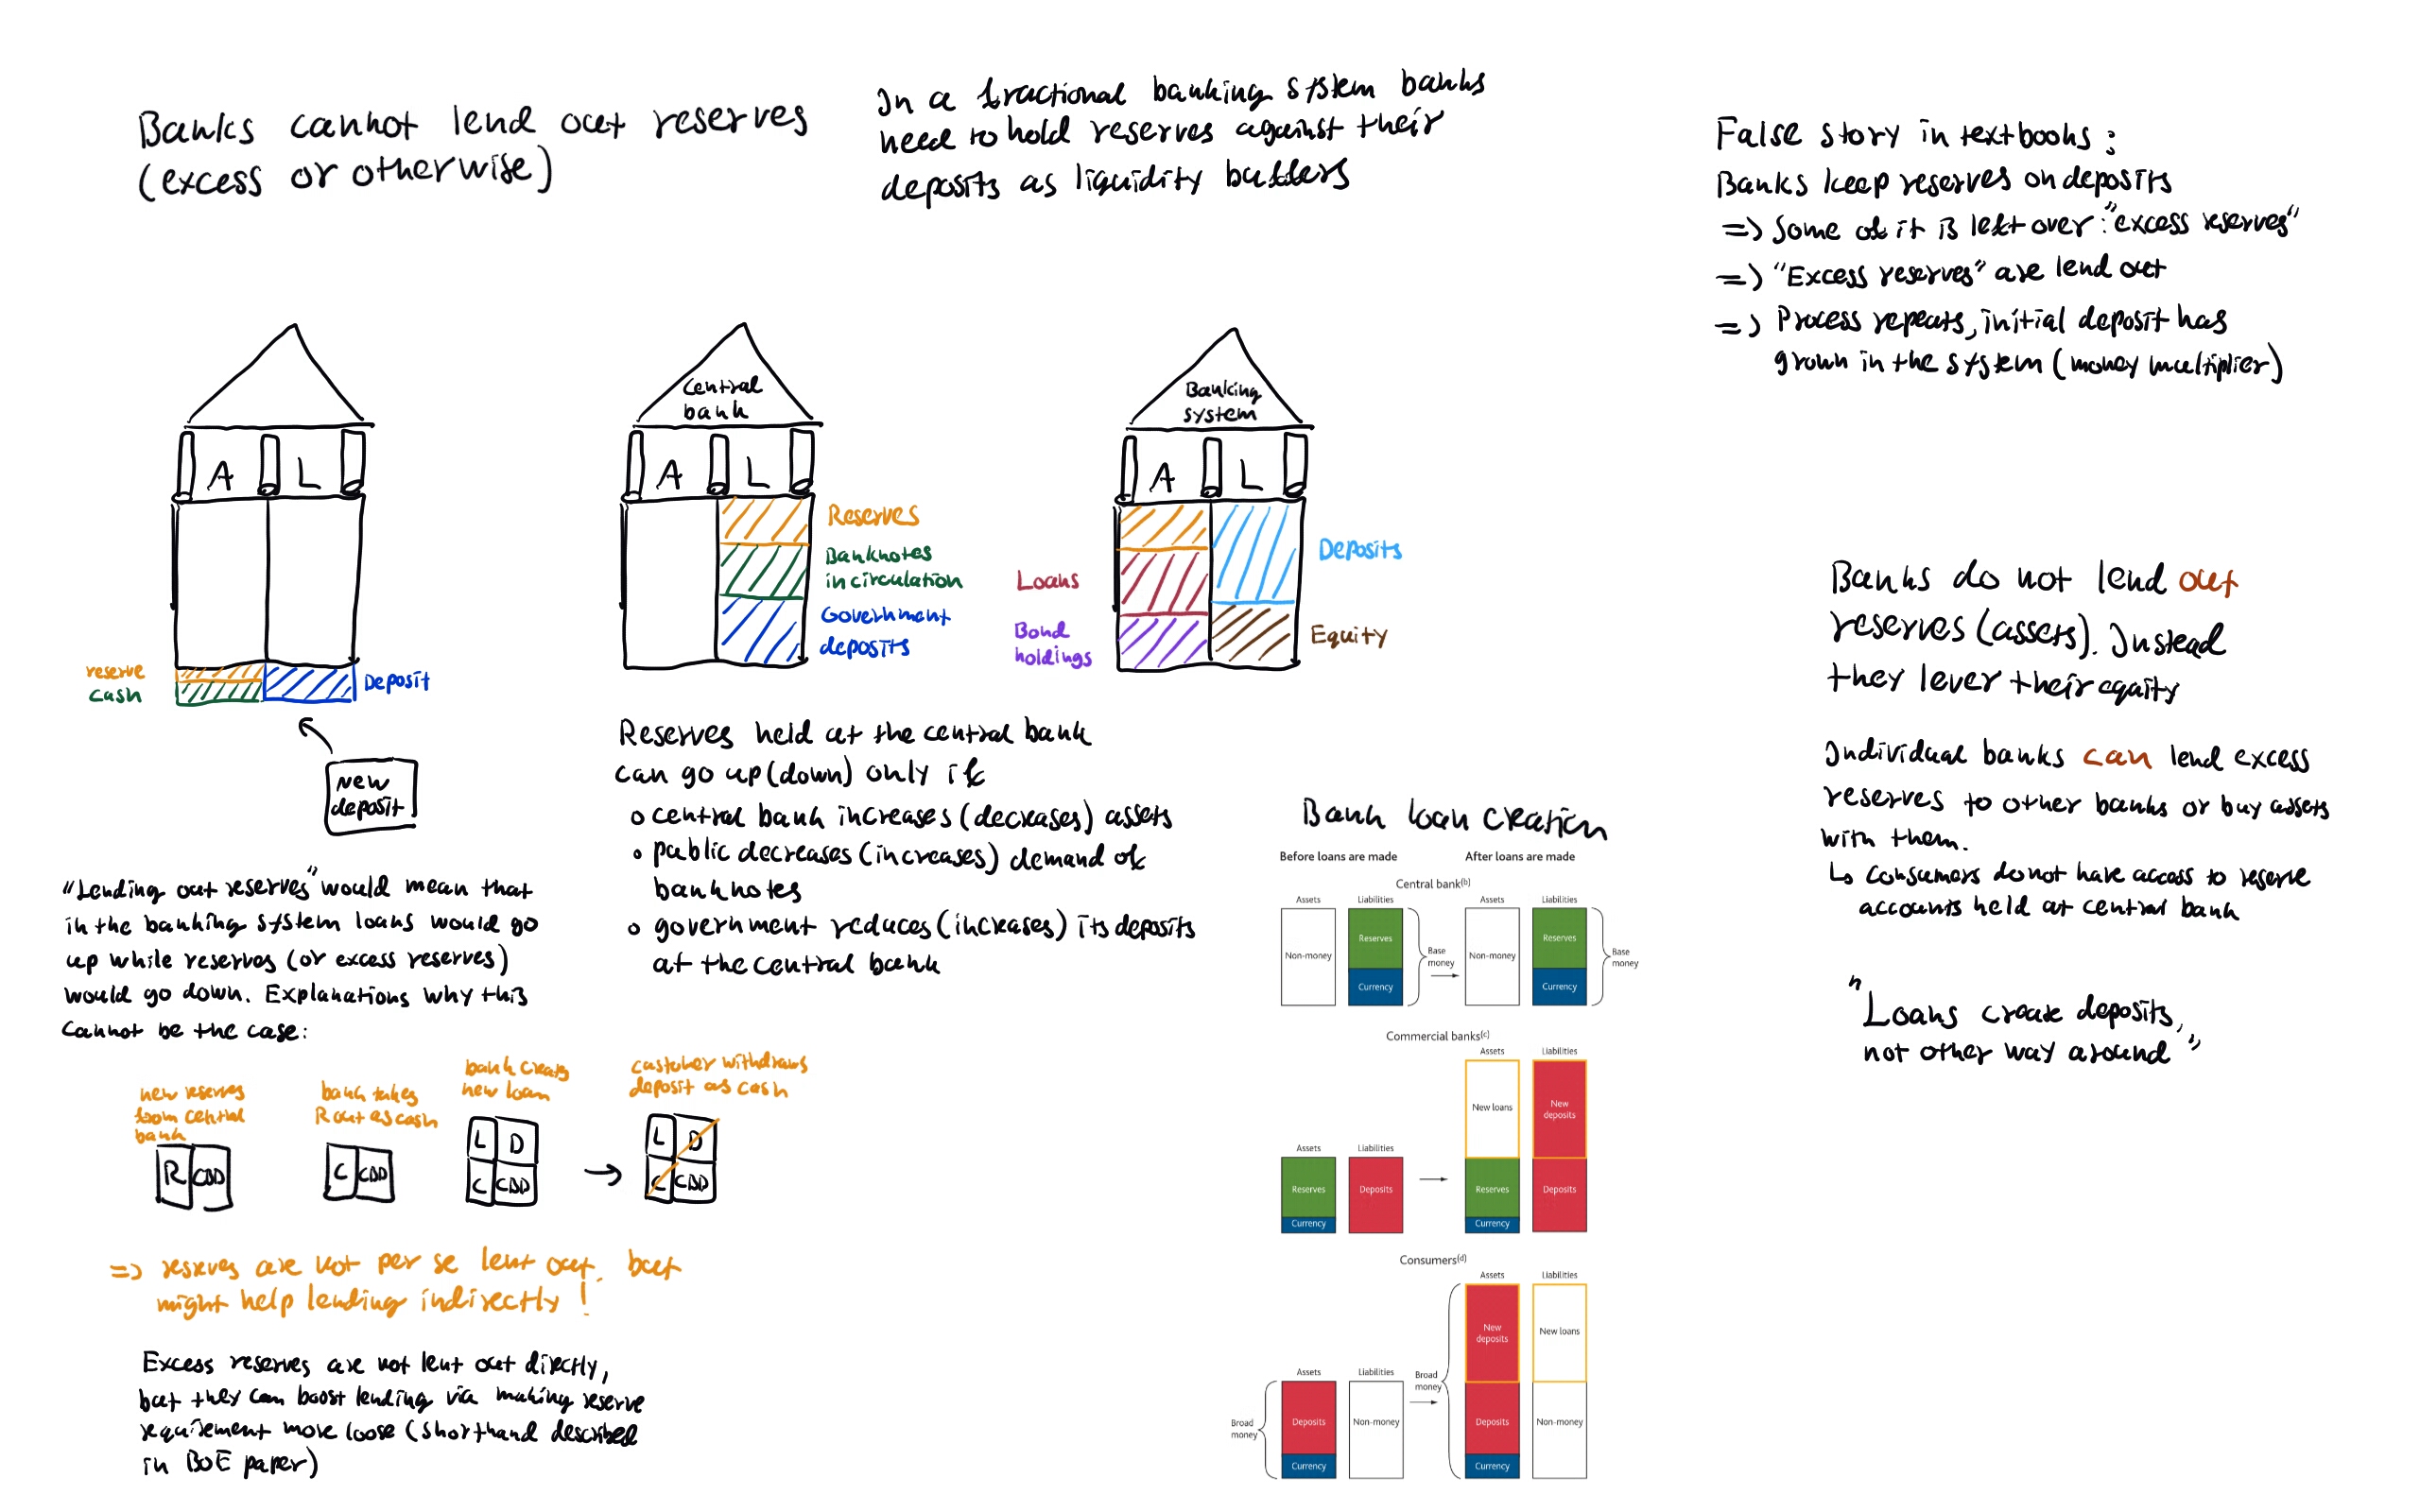 Banks cannot lend out reserves
(excess or otherwise)
In a fractional banking system banks
need to hold reserves against their
deposits as liquidity buffers
False story in textbooks:
Banks keep reserves on deposits
=> Some of it is left over: "excess reserves"
=> "Excess reserves" are lend out
=> Process repeats, initial deposit has
grown in the system (money multiplier)
A L
reserve
cash
Deposit
New
deposit
Central
bank
A L
Reserves
Banknotes
in circulation
Government
deposits
Banking
system
A L
Loans
Bond
holdings
Deposits
Equity
"Lending out reserves" would mean that
in the banking system loans would go
up while reserves (or excess reserves)
would go down. Explanations why this
cannot be the case:
Reserves held at the central bank
can go up (down) only if
o central bank increases (decreases) assets
o public decreases (increases) demand of
banknotes
o government reduces (increases) its deposits
at the central bank
new reserves
from central
bank
R CBD
bank takes
R out as cash
C CBD
bank creates
new loan
L D
C CBD
customer withdraws
deposit as cash
L D
C CBD
=> reserves are not per se lent out, but
might help lending indirectly!
Excess reserves are not lent out directly,
but they can boost lending via making reserve
requirement more loose (shorthand described
in BoE paper)
Bank loan creation
Before loans are made After loans are made
Central bank(b)
Assets Liabilities Assets Liabilities
Non-money
Reserves
Currency
Base
money
Non-money
Reserves
Currency
Base
money
Commercial banks(c)
Assets Liabilities
New loans
New
deposits
Assets Liabilities
Reserves
Deposits
Currency
Reserves
Deposits
Currency
Consumers(d)
Assets Liabilities
New
deposits
New loans
Assets Liabilities
Broad
money
Broad
money
Deposits
Non-money
Currency
Deposits
Non-money
Currency
Banks do not lend out
reserves (assets). Instead
they lever their equity
Individual banks can lend excess
reserves to other banks or buy assets
with them.
↳ Consumers do not have access to reserve
accounts held at central bank
"Loans create deposits,
not other way around"